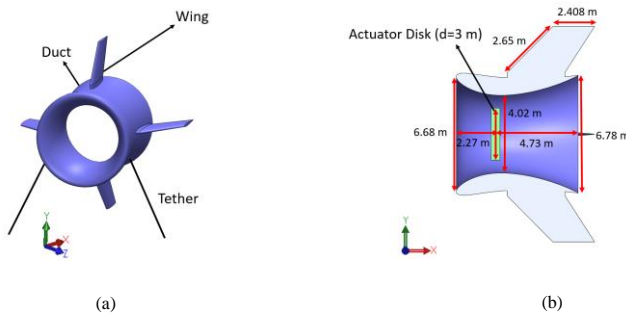 Wing
Duct
Tether
Y
X
Z
(a)
2.408 m
2.65 m
Actuator Disk (d=3 m)
4.02 m
6.68 m
2.27 m
4.73 m
6.78 m
Y
X
(b)